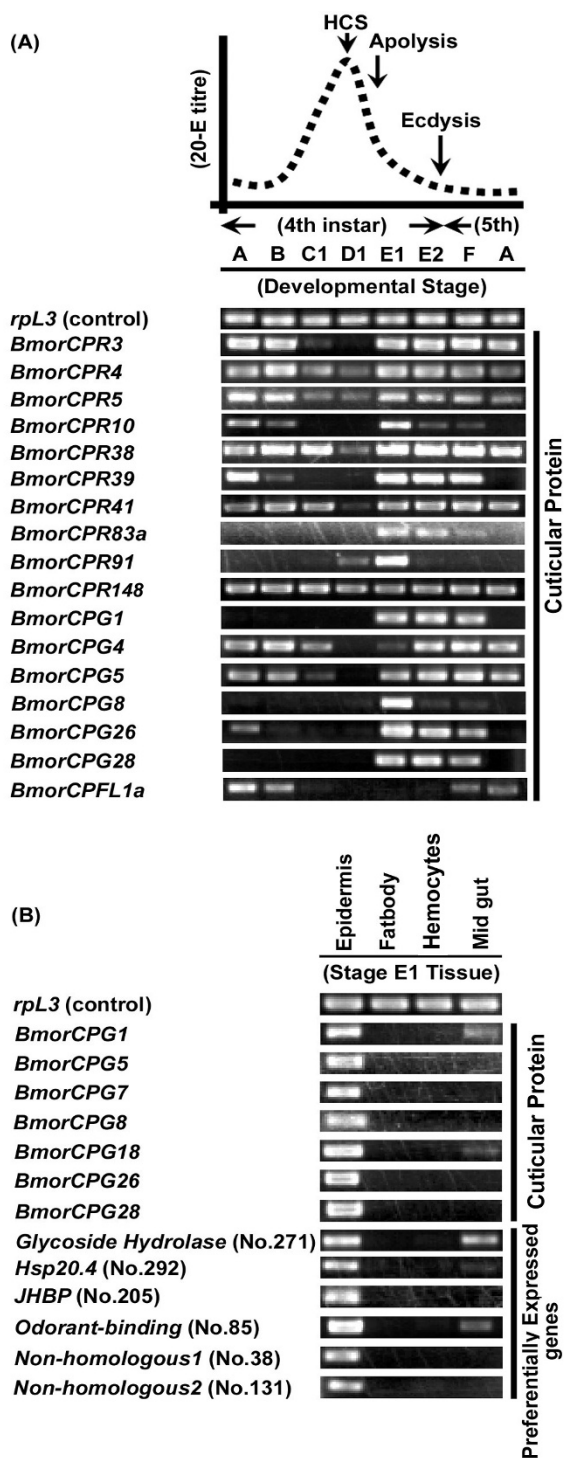 (A)
HCS
Apolysis
Ecdysis
(20-E titre)
(4th instar) (5th)
A B C1 D1 E1 E2 F A
(Developmental Stage)
rpL3 (control)
BmorCPR3
BmorCPR4
BmorCPR5
BmorCPR10
BmorCPR38
BmorCPR39
BmorCPR41
BmorCPR83a
BmorCPR91
BmorCPR148
BmorCPG1
BmorCPG4
BmorCPG5
BmorCPG8
BmorCPG26
BmorCPG28
BmorCPFL1a
Cuticular Protein
(B)
Epidermis
Fatbody
Hemocytes
Mid gut
(Stage E1 Tissue)
rpL3 (control)
BmorCPG1
BmorCPG5
BmorCPG7
BmorCPG8
BmorCPG18
BmorCPG26
BmorCPG28
Cuticular Protein
Glycoside Hydrolase (No.271)
Hsp20.4 (No.292)
JHBP (No.205)
Odorant-binding (No.85)
Non-homologous1 (No.38)
Non-homologous2 (No.131)
Preferentially Expressed
genes